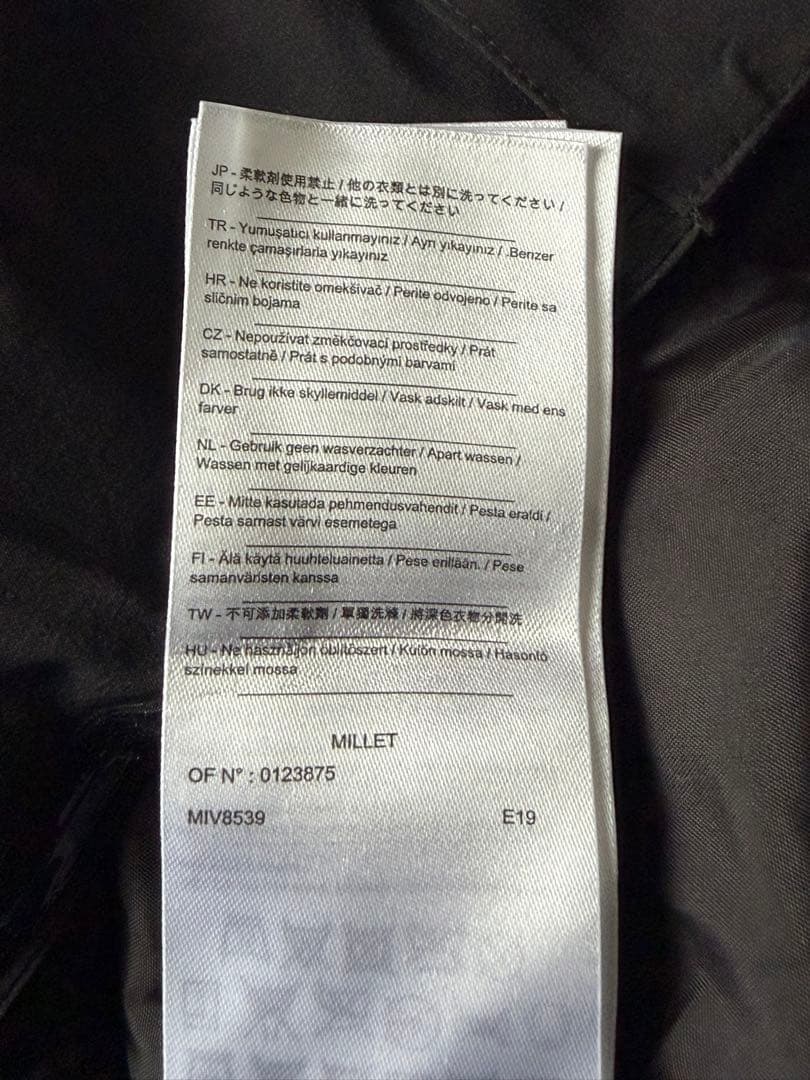 JP - 柔軟剤使用禁止 / 他の衣類とは別に洗ってください /
同じような色物と一緒に洗ってください
TR - Yumuşatıcı kullanmayınız / Ayrı yıkayınız / .Benzer
renkte çamaşırlarla yıkayınız
HR - Ne koristite omekšivač / Perite odvojeno / Perite sa
sličnim bojama
CZ - Nepoužívat změkčovací prostředky / Prát
samostatně / Prát s podobnými barvami
DK - Brug ikke skyllemiddel / Vask adskilt / Vask med ens
farver
NL - Gebruik geen wasverzachter / Apart wassen /
Wassen met gelijkaardige kleuren
EE - Mitte kasutada pehmendusvahendit / Pesta eraldi /
Pesta samast värvi esemetega
FI - Älä käytä huuhteluainetta / Pese erillään. / Pese
samanväristen kanssa
TW - 不可添加柔軟劑 / 單獨洗滌 / 將深色衣物分開洗
HU - Ne használjon öblítőszert / Külön mossa / Hasonló
színekkel mossa
MILLET
OF N° : 0123875
MIV8539 E19